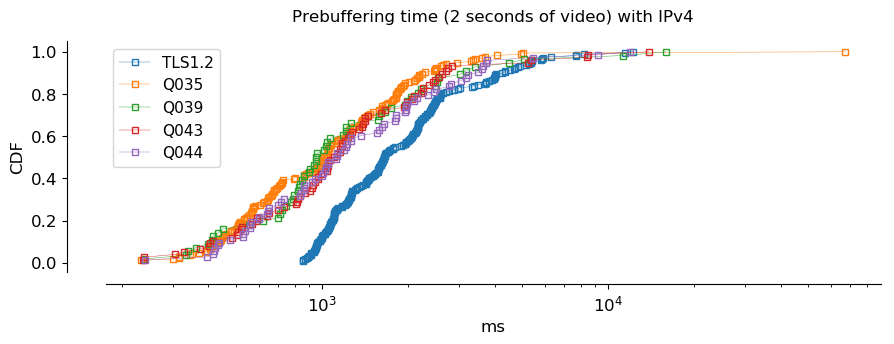 Prebuffering time (2 seconds of video) with IPv4
1.0
0.8
0.6
0.4
0.2
0.0
CDF
TLS1.2
Q035
Q039
Q043
Q044
10³
10⁴
ms